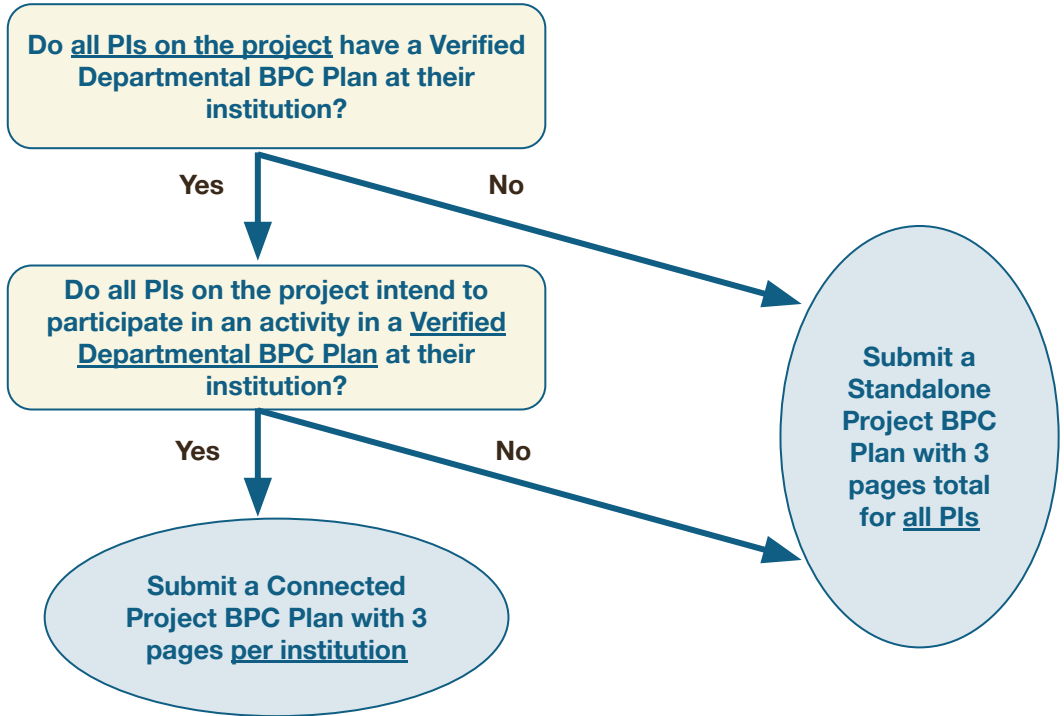 Do all PIs on the project have a Verified
Departmental BPC Plan at their
institution?
Yes
No
Do all PIs on the project intend to
participate in an activity in a Verified
Departmental BPC Plan at their
institution?
Yes
No
Submit a
Standalone
Project BPC
Plan with 3
pages total
for all PIs
Submit a Connected
Project BPC Plan with 3
pages per institution